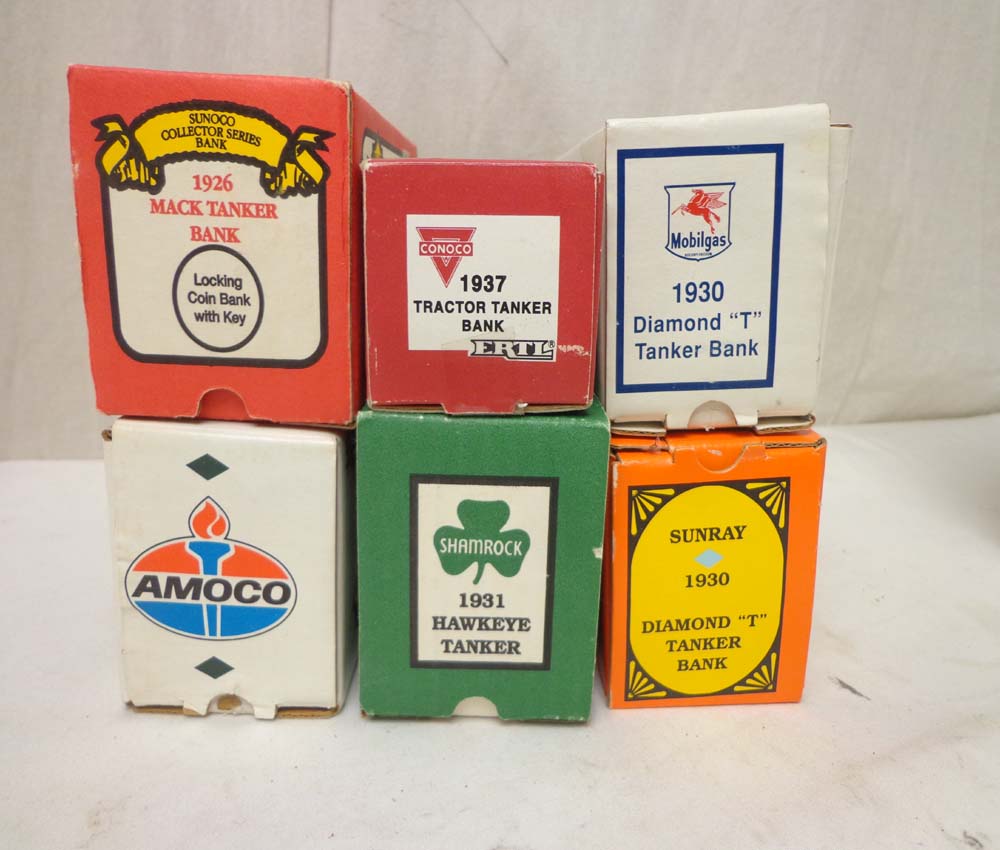 SUNOCO
COLLECTOR SERIES
BANK
1926
MACK TANKER
BANK
Locking
Coin Bank
with Key
CONOCO
1937
TRACTOR TANKER
BANK
ERTL®
Mobilgas
1930
Diamond "T"
Tanker Bank
AMOCO
SHAMROCK
1931
HAWKEYE
TANKER
SUNRAY
1930
DIAMOND "T"
TANKER
BANK